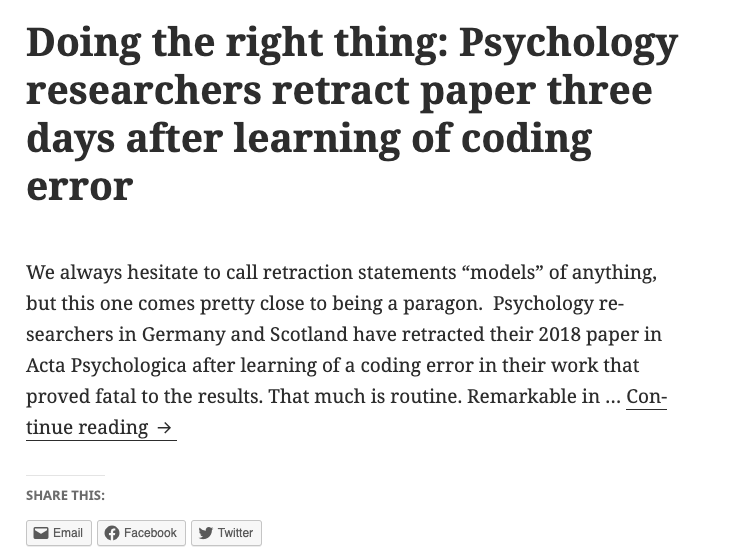 Doing the right thing: Psychology
researchers retract paper three
days after learning of coding
error
We always hesitate to call retraction statements “models” of anything,
but this one comes pretty close to being a paragon.  Psychology re-
searchers in Germany and Scotland have retracted their 2018 paper in
Acta Psychologica after learning of a coding error in their work that
proved fatal to the results. That much is routine. Remarkable in … Con-
tinue reading →
SHARE THIS:
Email Facebook Twitter